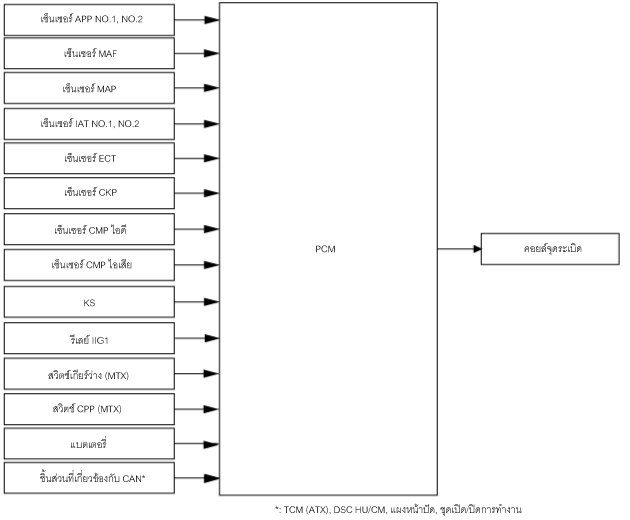 เซ็นเซอร์ APP NO.1, NO.2
เซ็นเซอร์ MAF
เซ็นเซอร์ MAP
เซ็นเซอร์ IAT NO.1, NO.2
เซ็นเซอร์ ECT
เซ็นเซอร์ CKP
เซ็นเซอร์ CMP ไอดี
เซ็นเซอร์ CMP ไอเสีย
KS
รีเลย์ IIG1
สวิตช์เกียร์ว่าง (MTX)
สวิตช์ CPP (MTX)
แบตเตอรี่
ชิ้นส่วนที่เกี่ยวข้องกับ CAN*
PCM
คอยล์จุดระเบิด
*: TCM (ATX), DSC HU/CM, แผงหน้าปัด, ชุดเปิด/ปิดการทำงาน